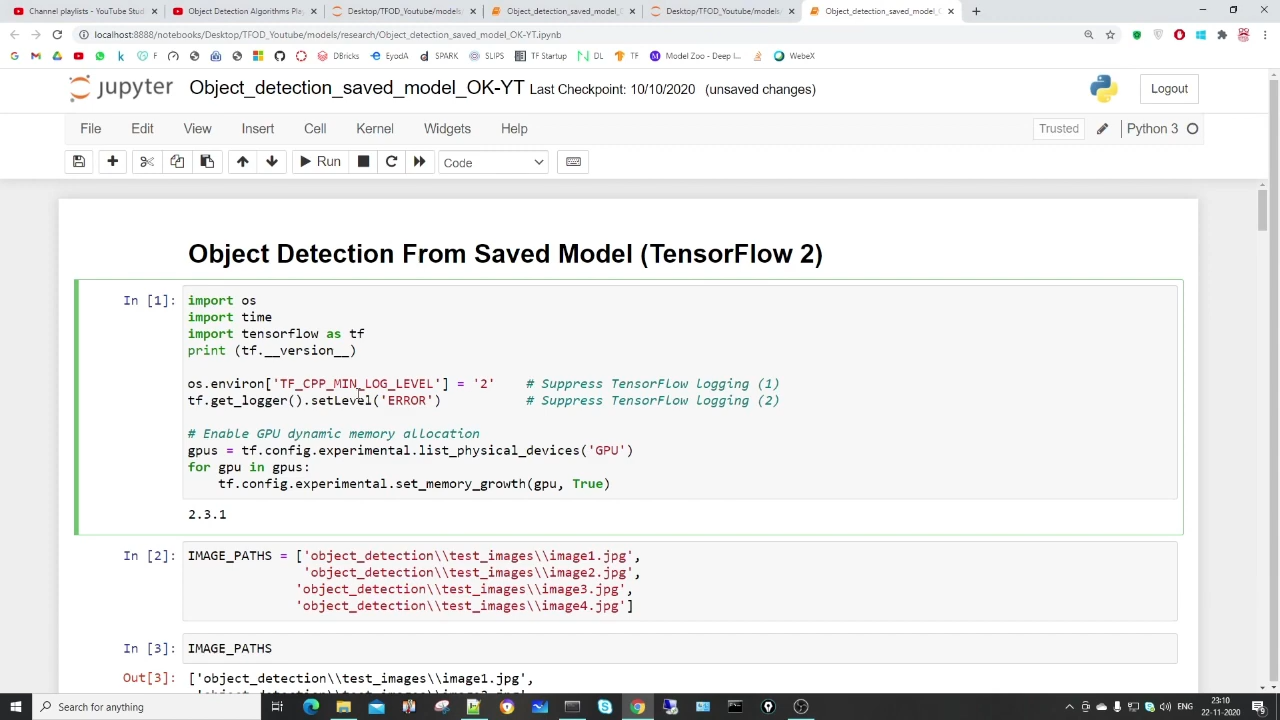 Channel playlists - YouTube Studi
Object Detection Algorithms Play
Desktop/TFOD_Youtube/models/
Object_detection_saved_model_D
Desktop/TFOD_Youtube/models/
Object_detection_saved_model_O
localhost:8888/notebooks/Desktop/TFOD_Youtube/models/research/Object_detection_saved_model_OK-YT.ipynb
F
DBricks
EyodA
SPARK
SLIPS
TF Startup
DL
TF
Model Zoo - Deep l...
WebeX
jupyter
Object_detection_saved_model_OK-YT Last Checkpoint: 10/10/2020 (unsaved changes)
Logout
File Edit View Insert Cell Kernel Widgets Help
Trusted
Python 3
Run
Code
Object Detection From Saved Model (TensorFlow 2)
In [1]:
import os
import time
import tensorflow as tf
print (tf.__version__)
os.environ['TF_CPP_MIN_LOG_LEVEL'] = '2'    # Suppress TensorFlow logging (1)
tf.get_logger().setLevel('ERROR')           # Suppress TensorFlow logging (2)
# Enable GPU dynamic memory allocation
gpus = tf.config.experimental.list_physical_devices('GPU')
for gpu in gpus:
    tf.config.experimental.set_memory_growth(gpu, True)
2.3.1
In [2]:
IMAGE_PATHS = ['object_detection\\test_images\\image1.jpg',
'object_detection\\test_images\\image2.jpg',
'object_detection\\test_images\\image3.jpg',
'object_detection\\test_images\\image4.jpg']
In [3]:
IMAGE_PATHS
Out[3]:
['object_detection\\test_images\\image1.jpg',
Search for anything
ENG
23:10
22-11-2020